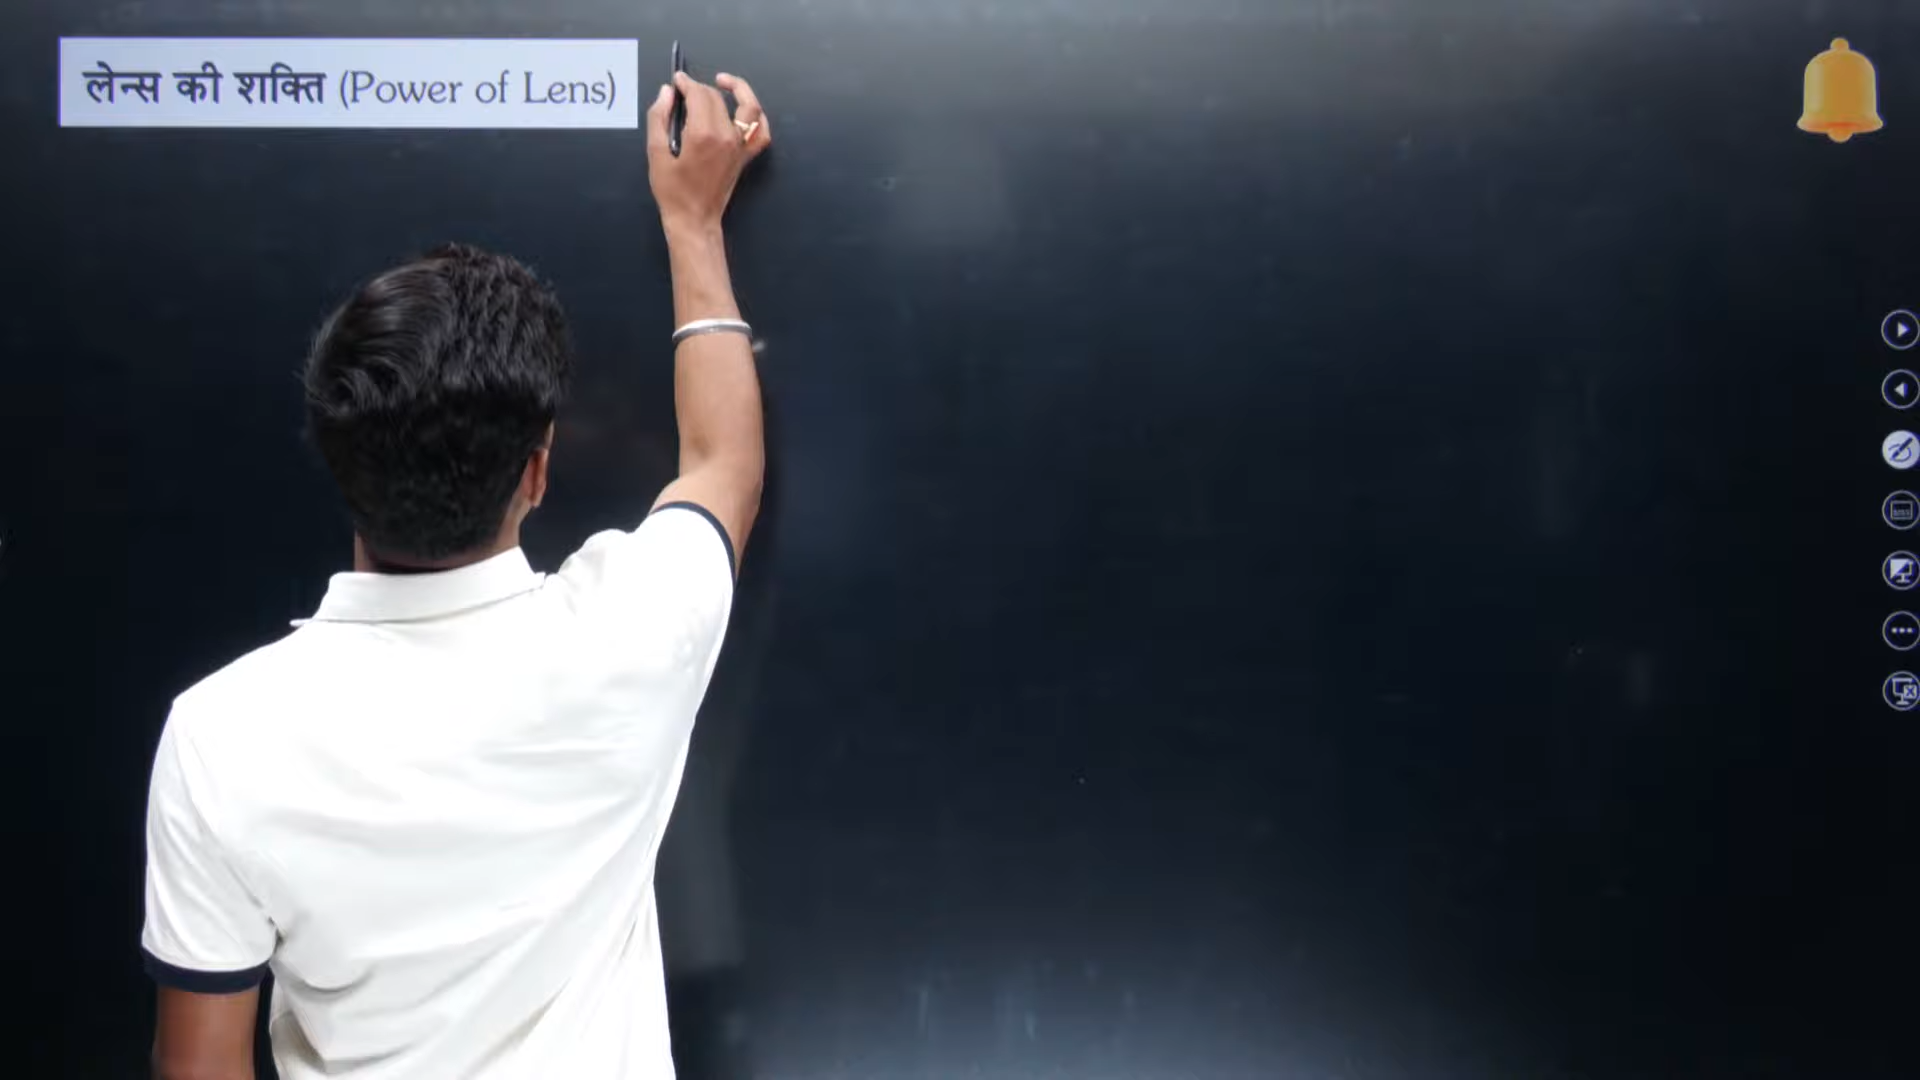 लेन्स की शक्ति (Power of Lens)